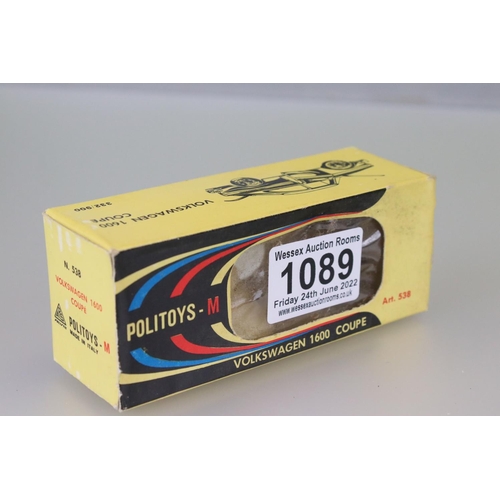 VOLKSWAGEN 1600
COUPE
N. 538
VOLKSWAGEN 1600
COUPE
POLITOYS - M
MADE IN ITALY
POLITOYS - M
VOLKSWAGEN 1600 COUPE
Art. 538
Wessex Auction Rooms
1089
Friday 24th June 2022
www.wessexauctionrooms.co.uk